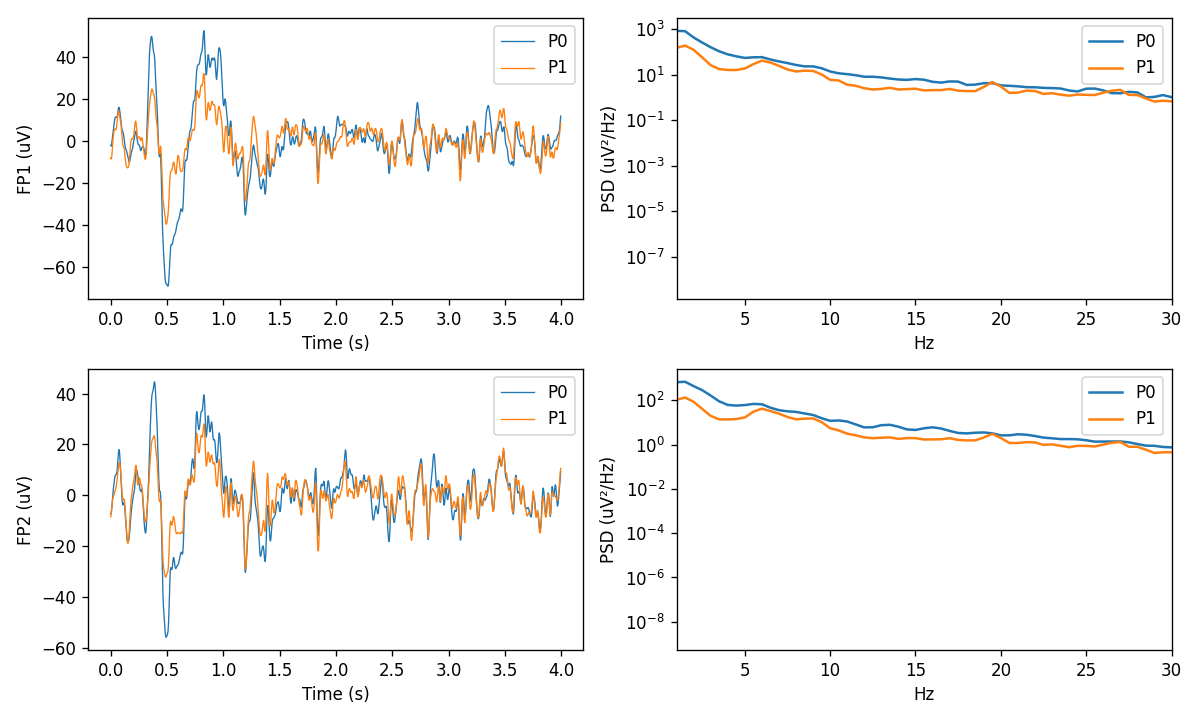 FP1 (uV)
40
20
0
−20
−40
−60
0.0 0.5 1.0 1.5 2.0 2.5 3.0 3.5 4.0
Time (s)
P0
P1
PSD (uV²/Hz)
10³
10¹
10⁻¹
10⁻³
10⁻⁵
10⁻⁷
5 10 15 20 25 30
Hz
P0
P1
FP2 (uV)
40
20
0
−20
−40
−60
0.0 0.5 1.0 1.5 2.0 2.5 3.0 3.5 4.0
Time (s)
P0
P1
PSD (uV²/Hz)
10²
10⁰
10⁻²
10⁻⁴
10⁻⁶
10⁻⁸
5 10 15 20 25 30
Hz
P0
P1